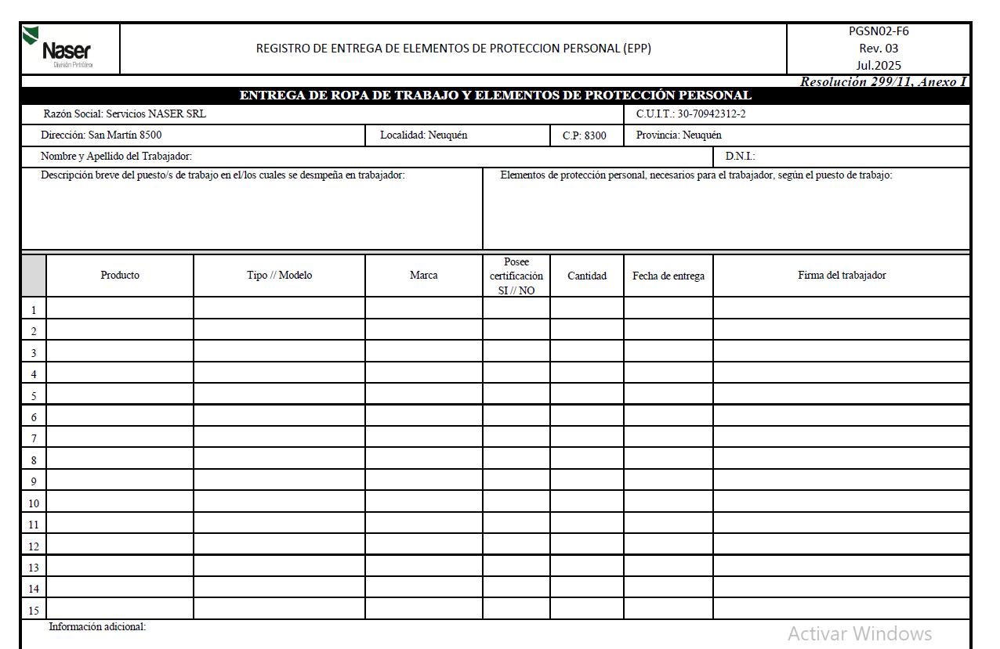 Naser
División Petróleo
REGISTRO DE ENTREGA DE ELEMENTOS DE PROTECCION PERSONAL (EPP)
PGSN02-F6
Rev. 03
Jul.2025
Resolución 299/11, Anexo I
ENTREGA DE ROPA DE TRABAJO Y ELEMENTOS DE PROTECCIÓN PERSONAL
Razón Social: Servicios NASER SRL
C.U.I.T.: 30-70942312-2
Dirección: San Martín 8500
Localidad: Neuquén
C.P: 8300
Provincia: Neuquén
Nombre y Apellido del Trabajador:
D.N.I.:
Descripción breve del puesto/s de trabajo en el/los cuales se desmpeña en trabajador:
Elementos de protección personal, necesarios para el trabajador, según el puesto de trabajo:
Producto
Tipo // Modelo
Marca
Posee
certificación
SI // NO
Cantidad
Fecha de entrega
Firma del trabajador
1
2
3
4
5
6
7
8
9
10
11
12
13
14
15
Información adicional:
Activar Windows